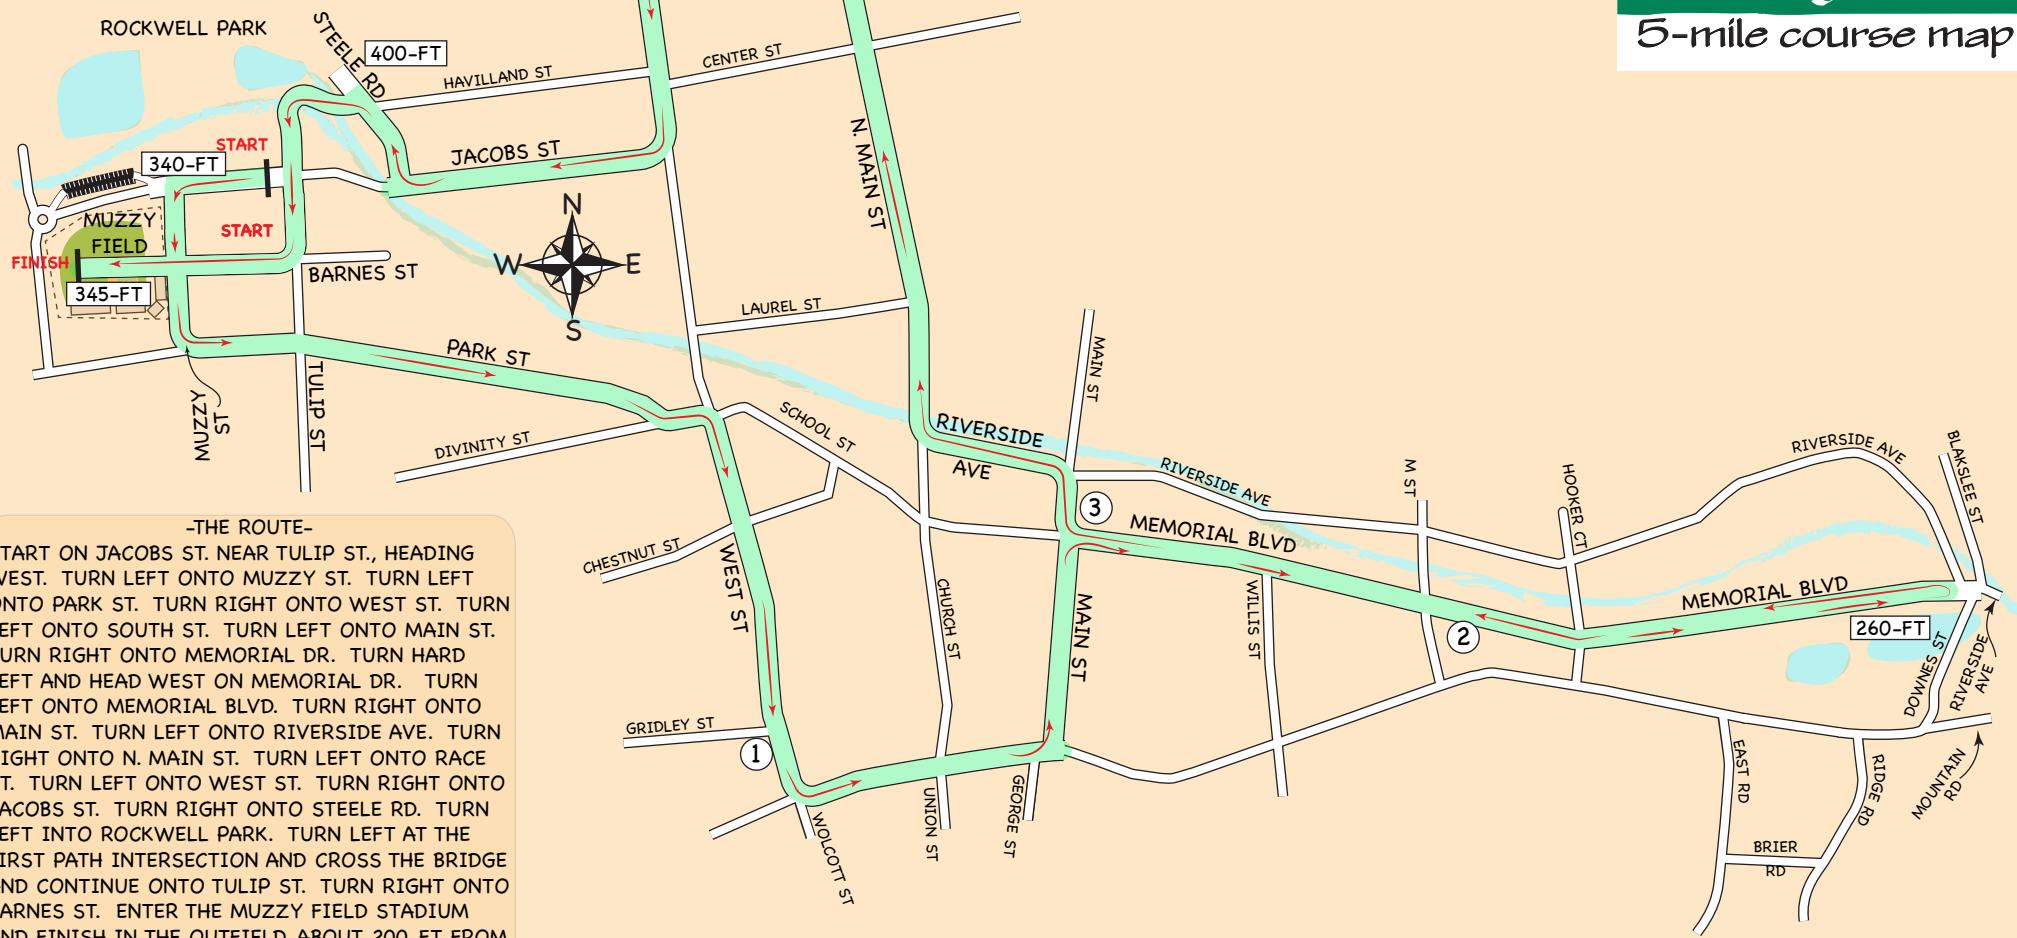 5-mile course map
ROCKWELL PARK
STEELE RD
400-FT
HAVILLAND ST
CENTER ST
START
340-FT
JACOBS ST
N. MAIN ST
MUZZY
FIELD
START
FINISH
345-FT
BARNES ST
N
W
E
S
LAUREL ST
PARK ST
MAIN ST
MUZZY
ST
TULIP ST
DIVINITY ST
SCHOOL ST
RIVERSIDE
AVE
RIVERSIDE AVE
M ST
HOOKER CT
RIVERSIDE AVE
BLAKSLEE ST
3
MEMORIAL BLVD
CHESTNUT ST
WEST ST
CHURCH ST
MAIN ST
WILLIS ST
2
MEMORIAL BLVD
260-FT
DOWNES ST
RIVERSIDE
AVE
GRIDLEY ST
1
WOLCOTT ST
UNION ST
GEORGE ST
EAST RD
RIDGE RD
MOUNTAIN
RD
BRIER
RD
-THE ROUTE-
TART ON JACOBS ST. NEAR TULIP ST., HEADING
VEST. TURN LEFT ONTO MUZZY ST. TURN LEFT
NTO PARK ST. TURN RIGHT ONTO WEST ST. TURN
EFT ONTO SOUTH ST. TURN LEFT ONTO MAIN ST.
URN RIGHT ONTO MEMORIAL DR. TURN HARD
EFT AND HEAD WEST ON MEMORIAL DR. TURN
EFT ONTO MEMORIAL BLVD. TURN RIGHT ONTO
MAIN ST. TURN LEFT ONTO RIVERSIDE AVE. TURN
IGHT ONTO N. MAIN ST. TURN LEFT ONTO RACE
T. TURN LEFT ONTO WEST ST. TURN RIGHT ONTO
ACOBS ST. TURN RIGHT ONTO STEELE RD. TURN
EFT INTO ROCKWELL PARK. TURN LEFT AT THE
IRST PATH INTERSECTION AND CROSS THE BRIDGE
ND CONTINUE ONTO TULIP ST. TURN RIGHT ONTO
ARNES ST. ENTER THE MUZZY FIELD STADIUM
ND FINISH IN THE OUTFIELD ABOUT 200-FT FROM